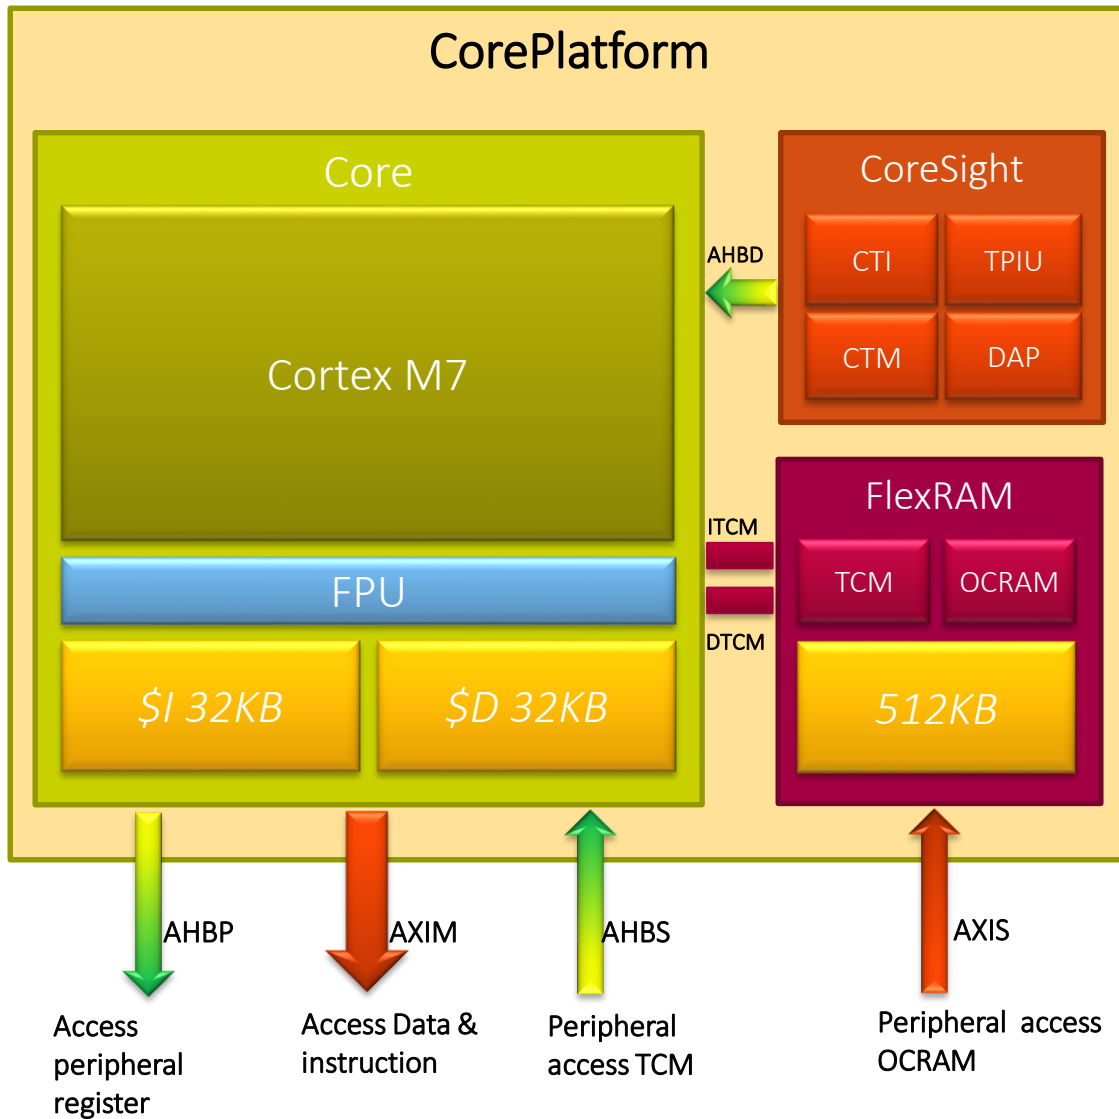 CorePlatform
Core
Cortex M7
FPU
$I 32KB
$D 32KB
AHBD
CoreSight
CTI
TPIU
CTM
DAP
ITCM
DTCM
FlexRAM
TCM
OCRAM
512KB
AHBP
AXIM
AHBS
AXIS
Access
peripheral
register
Access Data &
instruction
Peripheral
access TCM
Peripheral access
OCRAM